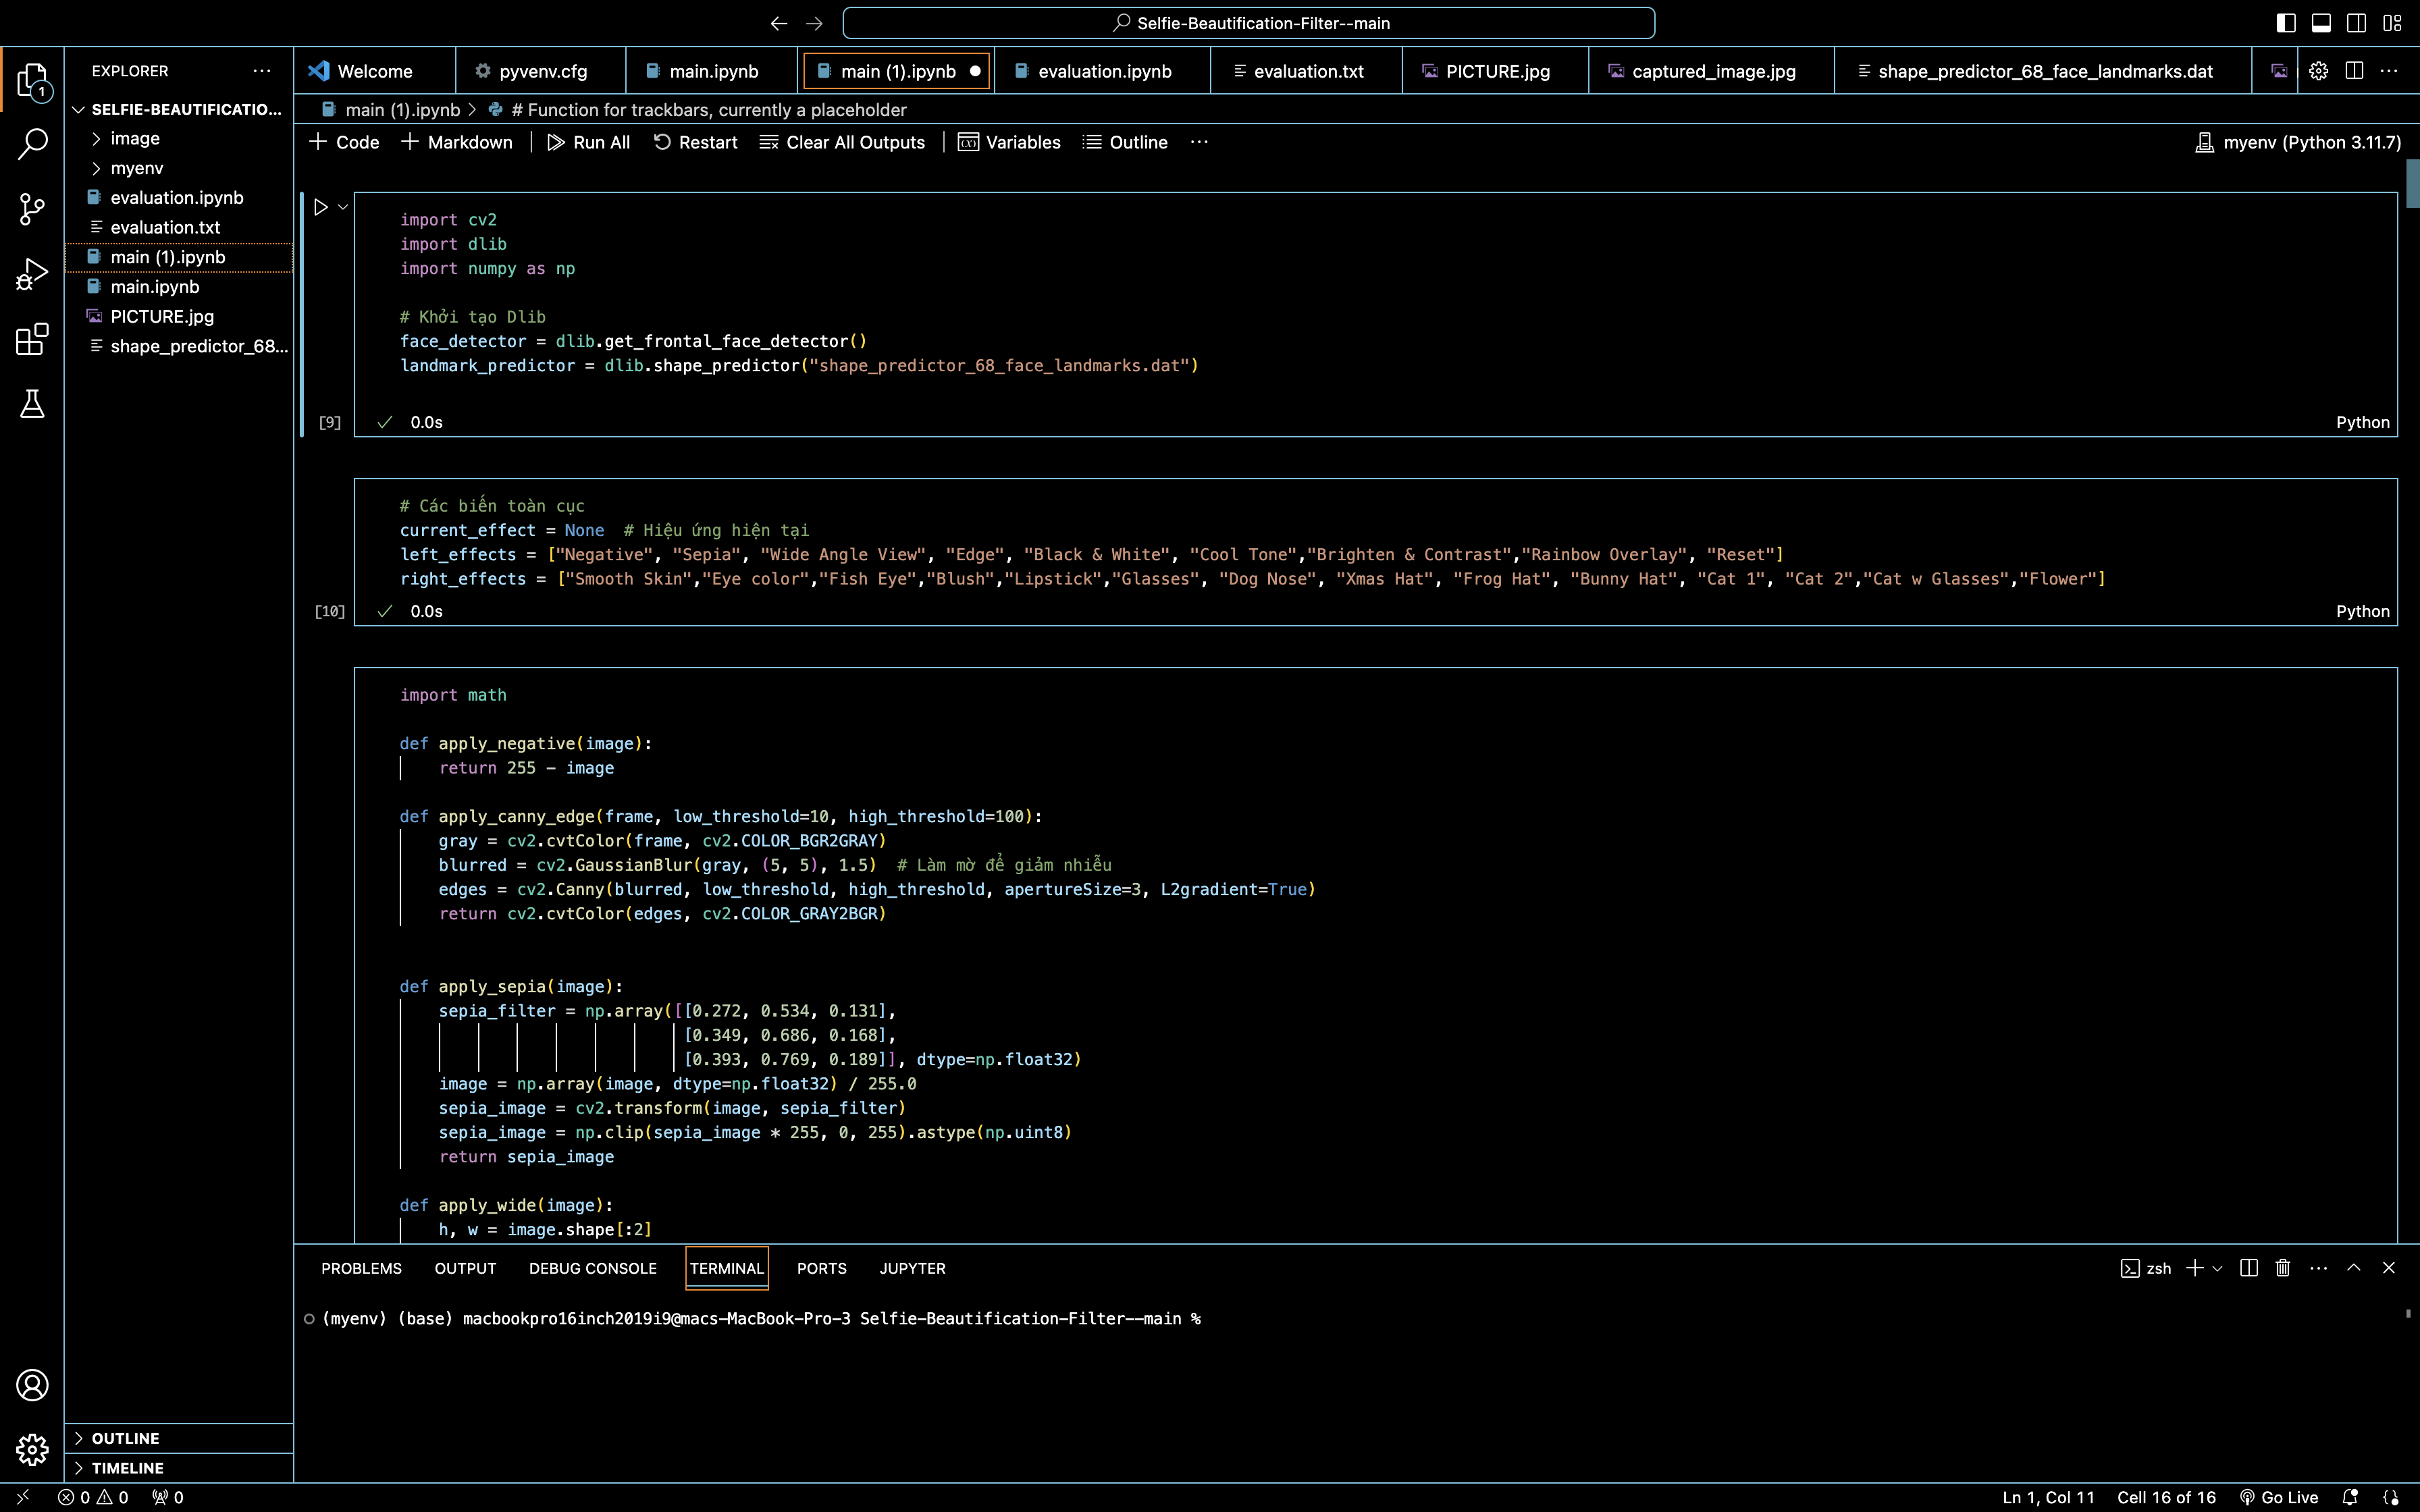 Selfie-Beautification-Filter--main
1
EXPLORER
SELFIE-BEAUTIFICATIO...
image
myenv
evaluation.ipynb
evaluation.txt
main (1).ipynb
main.ipynb
PICTURE.jpg
shape_predictor_68...
OUTLINE
TIMELINE
Welcome
pyvenv.cfg
main.ipynb
main (1).ipynb
evaluation.ipynb
evaluation.txt
PICTURE.jpg
captured_image.jpg
shape_predictor_68_face_landmarks.dat
main (1).ipynb > # Function for trackbars, currently a placeholder
+ Code + Markdown | Run All Restart Clear All Outputs | Variables Outline ...
myenv (Python 3.11.7)
import cv2
import dlib
import numpy as np
# Khởi tạo Dlib
face_detector = dlib.get_frontal_face_detector()
landmark_predictor = dlib.shape_predictor("shape_predictor_68_face_landmarks.dat")
[9] ✓ 0.0s Python
# Các biến toàn cục
current_effect = None  # Hiệu ứng hiện tại
left_effects = ["Negative", "Sepia", "Wide Angle View", "Edge", "Black & White", "Cool Tone","Brighten & Contrast","Rainbow Overlay", "Reset"]
right_effects = ["Smooth Skin","Eye color","Fish Eye","Blush","Lipstick","Glasses", "Dog Nose", "Xmas Hat", "Frog Hat", "Bunny Hat", "Cat 1", "Cat 2","Cat w Glasses","Flower"]
[10] ✓ 0.0s Python
import math
def apply_negative(image):
    return 255 - image
def apply_canny_edge(frame, low_threshold=10, high_threshold=100):
    gray = cv2.cvtColor(frame, cv2.COLOR_BGR2GRAY)
    blurred = cv2.GaussianBlur(gray, (5, 5), 1.5)  # Làm mờ để giảm nhiễu
    edges = cv2.Canny(blurred, low_threshold, high_threshold, apertureSize=3, L2gradient=True)
    return cv2.cvtColor(edges, cv2.COLOR_GRAY2BGR)
def apply_sepia(image):
    sepia_filter = np.array([[0.272, 0.534, 0.131],
                             [0.349, 0.686, 0.168],
                             [0.393, 0.769, 0.189]], dtype=np.float32)
    image = np.array(image, dtype=np.float32) / 255.0
    sepia_image = cv2.transform(image, sepia_filter)
    sepia_image = np.clip(sepia_image * 255, 0, 255).astype(np.uint8)
    return sepia_image
def apply_wide(image):
    h, w = image.shape[:2]
PROBLEMS OUTPUT DEBUG CONSOLE TERMINAL PORTS JUPYTER
zsh
(myenv) (base) macbookpro16inch2019i9@macs-MacBook-Pro-3 Selfie-Beautification-Filter--main %
0 0 0
Ln 1, Col 11 Cell 16 of 16 Go Live